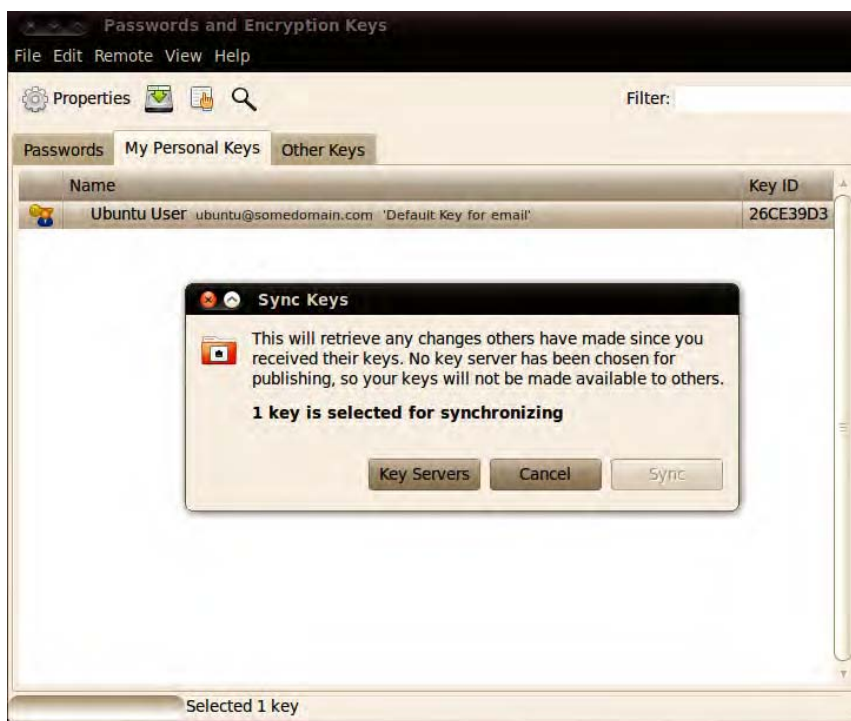 Passwords and Encryption Keys
File Edit Remote View Help
Properties Filter:
Passwords My Personal Keys Other Keys
Name Key ID
Ubuntu User ubuntu@somedomain.com 'Default Key for email' 26CE39D3
Sync Keys
This will retrieve any changes others have made since you
received their keys. No key server has been chosen for
publishing, so your keys will not be made available to others.
1 key is selected for synchronizing
Key Servers Cancel Sync
Selected 1 key